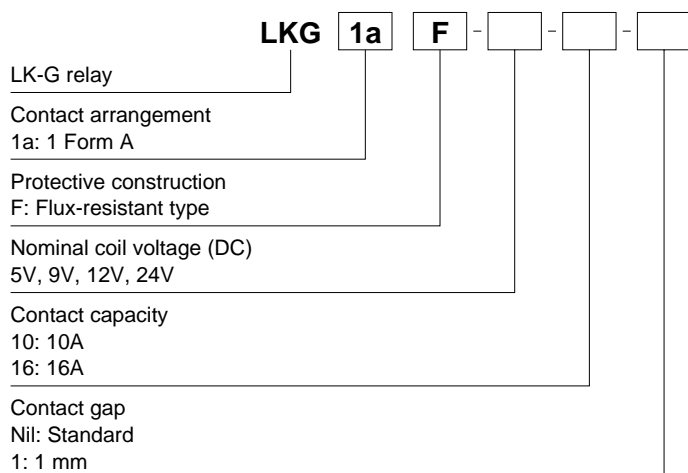 LKG 1a F - - -
LK-G relay
Contact arrangement
1a: 1 Form A
Protective construction
F: Flux-resistant type
Nominal coil voltage (DC)
5V, 9V, 12V, 24V
Contact capacity
10: 10A
16: 16A
Contact gap
Nil: Standard
1: 1 mm